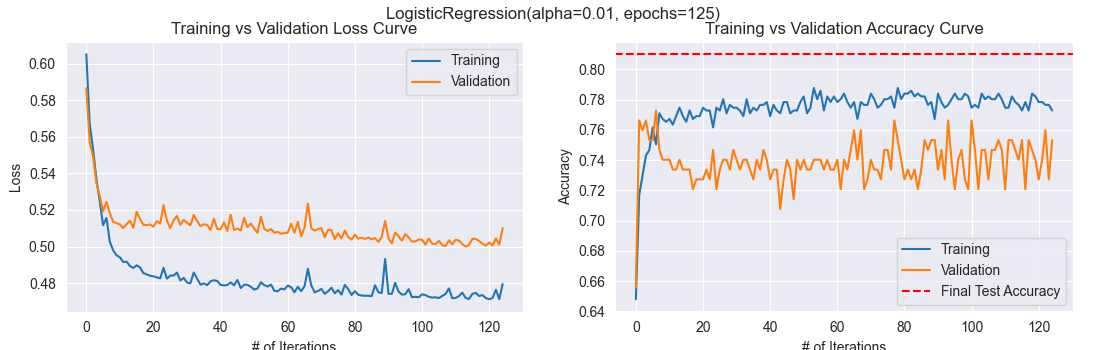 LogisticRegression(alpha=0.01, epochs=125)
Training vs Validation Loss Curve
0.60
0.58
0.56
0.54
0.52
0.50
0.48
Loss
0
20
40
60
80
100
120
# of Iterations
Training
Validation
Training vs Validation Accuracy Curve
0.80
0.78
0.76
0.74
0.72
0.70
0.68
0.66
0.64
Accuracy
0
20
40
60
80
100
120
# of Iterations
Training
Validation
Final Test Accuracy